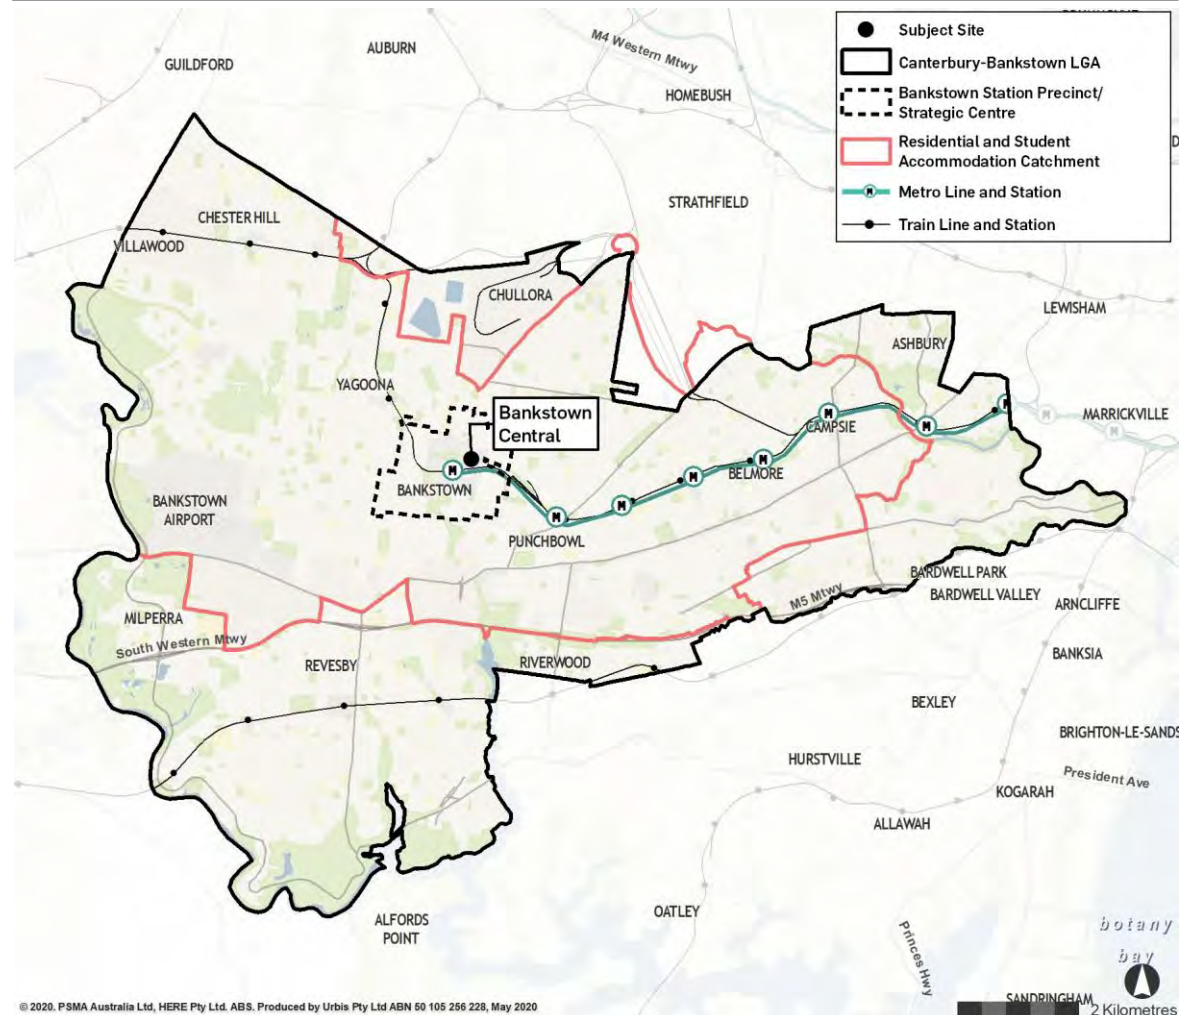 GUILDFORD
AUBURN
M4 Western Mtwy
HOMEBUSH
STRATHFIELD
Subject Site
Canterbury-Bankstown LGA
Bankstown Station Precinct/
Strategic Centre
Residential and Student
Accommodation Catchment
M
Metro Line and Station
Train Line and Station
D
CHESTER HILL
VILLAWOOD
CHULLORA
LEWISHAM
ASHBURY
YAGOONA
MARRICKVILLE
Bankstown
Central
CAMPSIE
BELMORE
BANKSTOWN
BANKSTOWN
AIRPORT
PUNCHBOWL
M
M
M
M
M
M
M
M
M
M
BARDWELL PARK
BARDWELL VALLEY
ARNCLIFFE
M5 Mtwy
MILPERRA
South Western Mtwy
REVESBY
RIVERWOOD
BANKSIA
BEXLEY
BRIGHTON-LE-SANDS
HURSTVILLE
President Ave
KOGARAH
ALLAWAH
ALFORDS
POINT
OATLEY
Princes Hwy
botany
bay
SANDRINGHAM
2 Kilometres
© 2020. PSMA Australia Ltd, HERE Pty Ltd. ABS. Produced by Urbis Pty Ltd ABN 50 105 256 228, May 2020